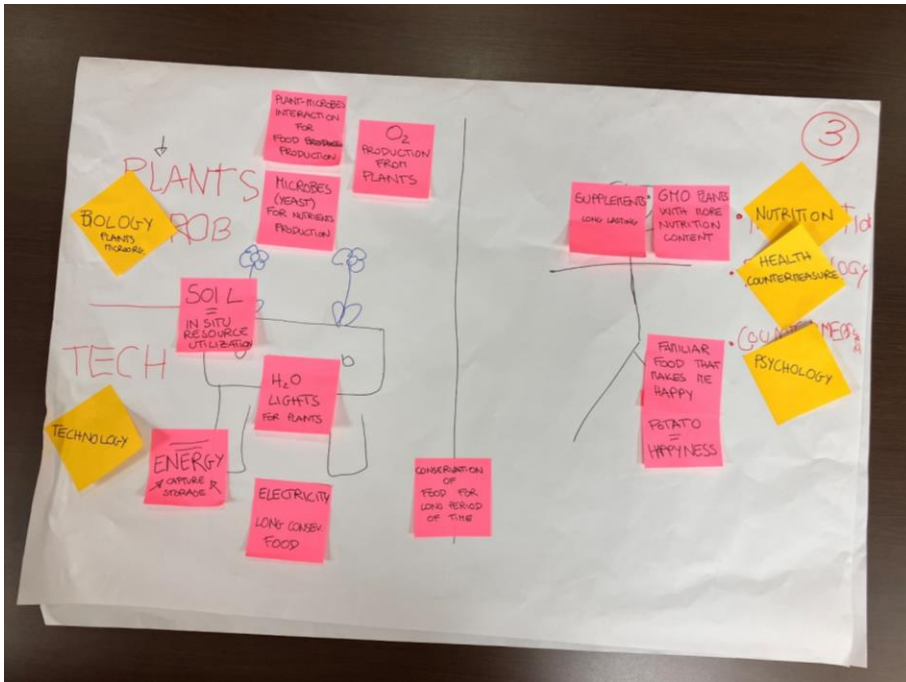 3
PLANT-MICROBES
INTERACTION
FOR
FOOD
PRODUCTION
O2
PRODUCTION
FROM
PLANTS
PLANTS
BIOLOGY
PLANTS
MICROORG.
ROB
MICROBES
(YEAST)
FOR NUTRIENTS
PRODUCTION
SOIL
=
IN SITU
RESOURCE
UTILIZATION
TECH
H2O
LIGHTS
FOR PLANTS
TECHNOLOGY
ENERGY
CAPTURE
STORAGE
ELECTRICITY
LONG CONSERV.
FOOD
CONSERVATION
OF
FOOD FOR
LONG PERIOD
OF TIME
SUPPLEMENTS
LONG LASTING
GMO PLANTS
WITH MORE
NUTRITION
CONTENT
NUTRITION
HEALTH
COUNTERMEASURE
PSYCHOLOGY
FAMILIAR
FOOD THAT
MAKES ME
HAPPY
POTATO
=
HAPPYNESS